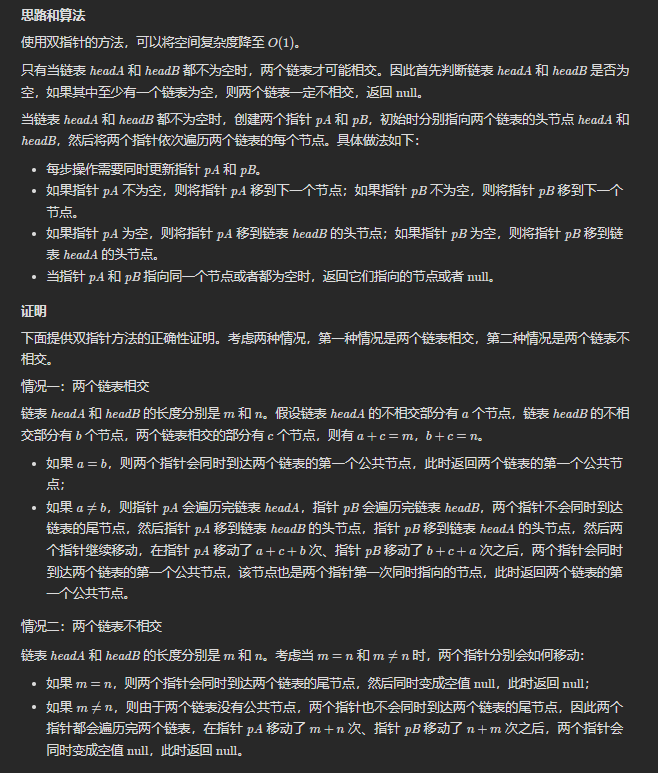 思路和算法
使用双指针的方法，可以将空间复杂度降至 O(1)。
只有当链表 headA 和 headB 都不为空时，两个链表才可能相交。因此首先判断链表 headA 和 headB 是否为
空，如果其中至少有一个链表为空，则两个链表一定不相交，返回 null。
当链表 headA 和 headB 都不为空时，创建两个指针 pA 和 pB，初始时分别指向两个链表的头节点 headA 和
headB，然后将两个指针依次遍历两个链表的每个节点。具体做法如下：
• 每步操作需要同时更新指针 pA 和 pB。
• 如果指针 pA 不为空，则将指针 pA 移到下一个节点；如果指针 pB 不为空，则将指针 pB 移到下一个
节点。
• 如果指针 pA 为空，则将指针 pA 移到链表 headB 的头节点；如果指针 pB 为空，则将指针 pB 移到链
表 headA 的头节点。
• 当指针 pA 和 pB 指向同一个节点或者都为空时，返回它们指向的节点或者 null。
证明
下面提供双指针方法的正确性证明。考虑两种情况，第一种情况是两个链表相交，第二种情况是两个链表不
相交。
情况一：两个链表相交
链表 headA 和 headB 的长度分别是 m 和 n。假设链表 headA 的不相交部分有 a 个节点，链表 headB 的不相
交部分有 b 个节点，两个链表相交的部分有 c 个节点，则有 a + c = m，b + c = n。
• 如果 a = b，则两个指针会同时到达两个链表的第一个公共节点，此时返回两个链表的第一个公共节
点；
• 如果 a ≠ b，则指针 pA 会遍历完链表 headA，指针 pB 会遍历完链表 headB，两个指针不会同时到达
链表的尾节点，然后指针 pA 移到链表 headB 的头节点，指针 pB 移到链表 headA 的头节点，然后两
个指针继续移动，在指针 pA 移动了 a + c + b 次、指针 pB 移动了 b + c + a 次之后，两个指针会同时
到达两个链表的第一个公共节点，该节点也是两个指针第一次同时指向的节点，此时返回两个链表的第
一个公共节点。
情况二：两个链表不相交
链表 headA 和 headB 的长度分别是 m 和 n。考虑当 m = n 和 m ≠ n 时，两个指针分别会如何移动：
• 如果 m = n，则两个指针会同时到达两个链表的尾节点，然后同时变成空值 null，此时返回 null；
• 如果 m ≠ n，则由于两个链表没有公共节点，两个指针也不会同时到达两个链表的尾节点，因此两个
指针都会遍历完两个链表，在指针 pA 移动了 m + n 次、指针 pB 移动了 n + m 次之后，两个指针会
同时变成空值 null，此时返回 null。